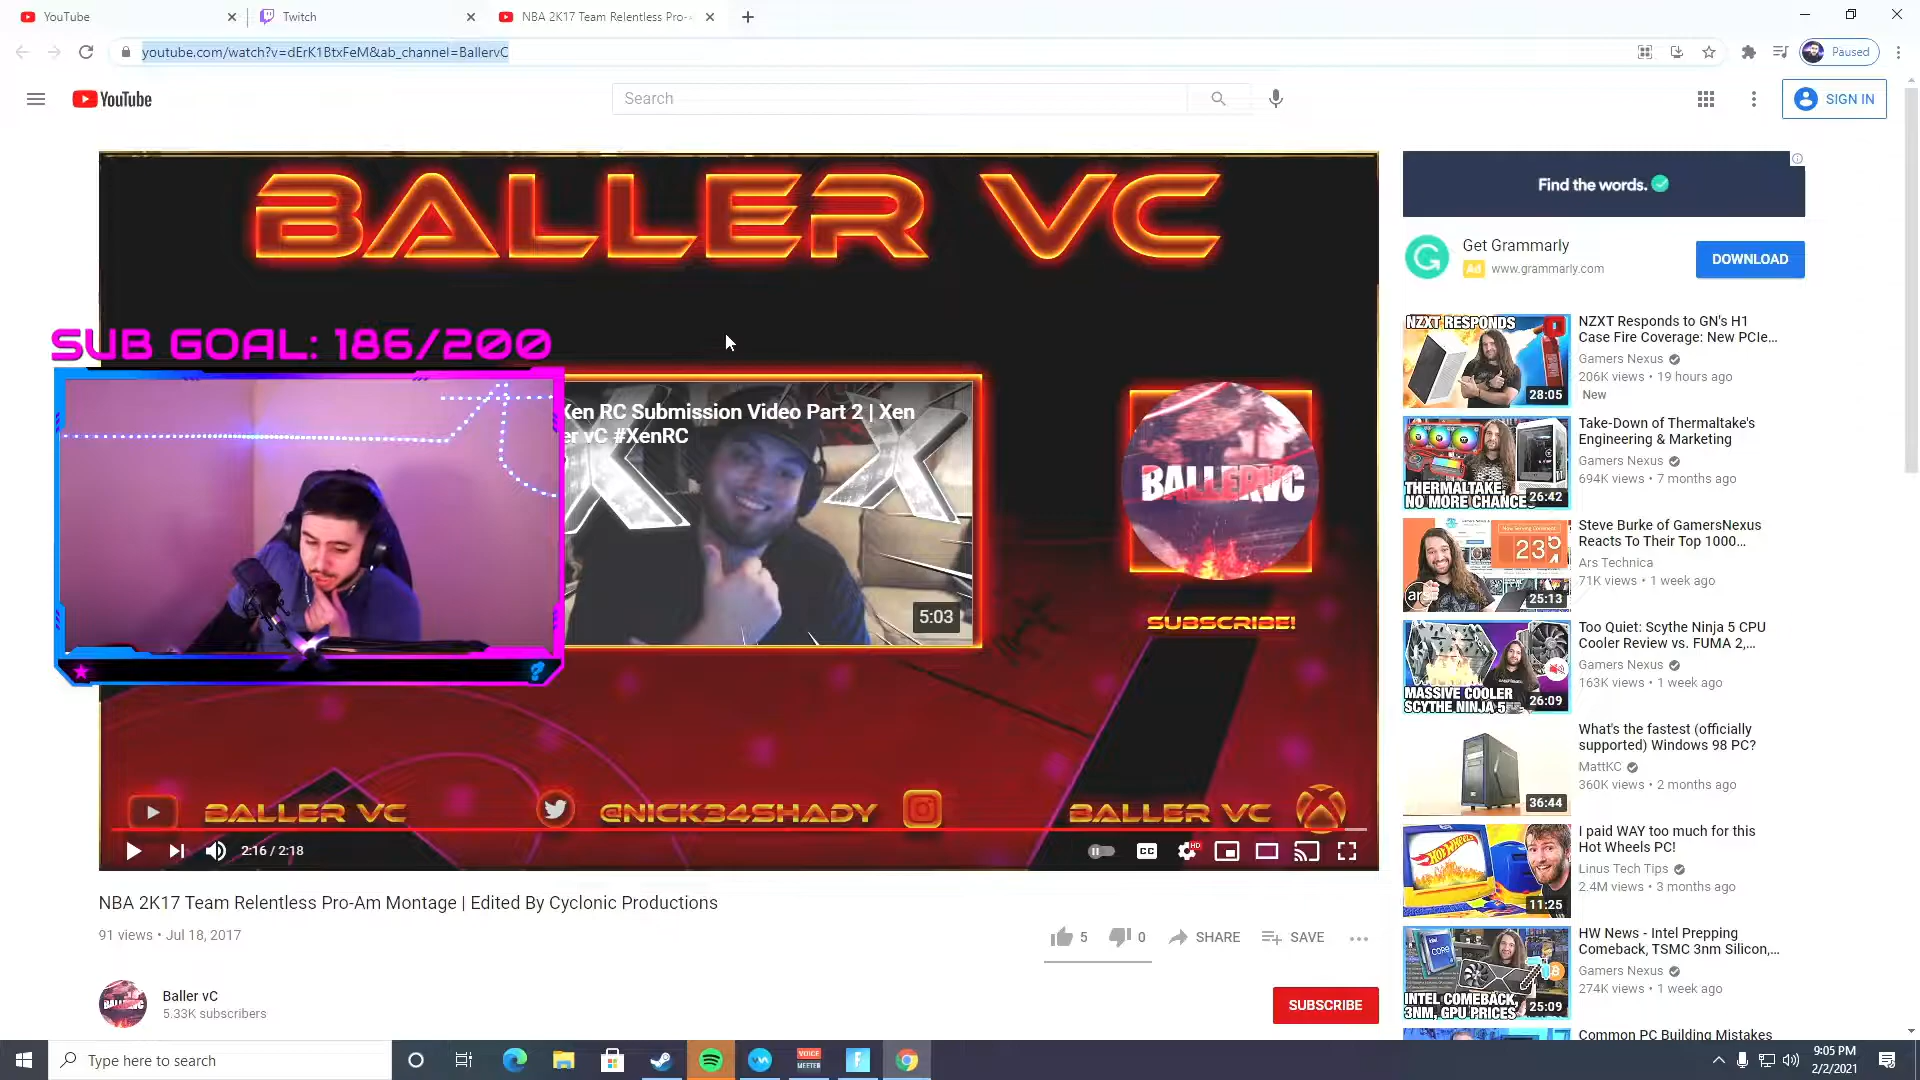 YouTube
Twitch
NBA 2K17 Team Relentless Pro-
youtube.com/watch?v=dErK1BtxFeM&ab_channel=BallervC
Paused
YouTube
Search
SIGN IN
BALLER VC
SUB GOAL: 186/200
Xen RC Submission Video Part 2 | Xen
er vC #XenRC
5:03
BALLERVC
SUBSCRIBE!
BALLER VC
@NICK34SHADY
BALLER VC
2:16 / 2:18
CC
HD
NBA 2K17 Team Relentless Pro-Am Montage | Edited By Cyclonic Productions
91 views • Jul 18, 2017
5
0
SHARE
SAVE
Baller vC
5.33K subscribers
SUBSCRIBE
Find the words.
Get Grammarly
Ad
www.grammarly.com
DOWNLOAD
NZXT RESPONDS
28:05
NZXT Responds to GN's H1
Case Fire Coverage: New PCIe...
Gamers Nexus
206K views • 19 hours ago
New
THERMALTAKE,
NO MORE CHANCES
26:42
Take-Down of Thermaltake's
Engineering & Marketing
Gamers Nexus
694K views • 7 months ago
ars
25:13
Steve Burke of GamersNexus
Reacts To Their Top 1000...
Ars Technica
71K views • 1 week ago
MASSIVE COOLER
SCYTHE NINJA 5
26:09
Too Quiet: Scythe Ninja 5 CPU
Cooler Review vs. FUMA 2,...
Gamers Nexus
163K views • 1 week ago
36:44
What's the fastest (officially
supported) Windows 98 PC?
MattKC
360K views • 2 months ago
HOT WHEELS
11:25
I paid WAY too much for this
Hot Wheels PC!
Linus Tech Tips
2.4M views • 3 months ago
intel
CORE
INTEL COMEBACK,
3NM, GPU PRICES
25:09
HW News - Intel Prepping
Comeback, TSMC 3nm Silicon,...
Gamers Nexus
274K views • 1 week ago
Common PC Building Mistakes
Type here to search
VOICE
MEETER
9:05 PM
2/2/2021